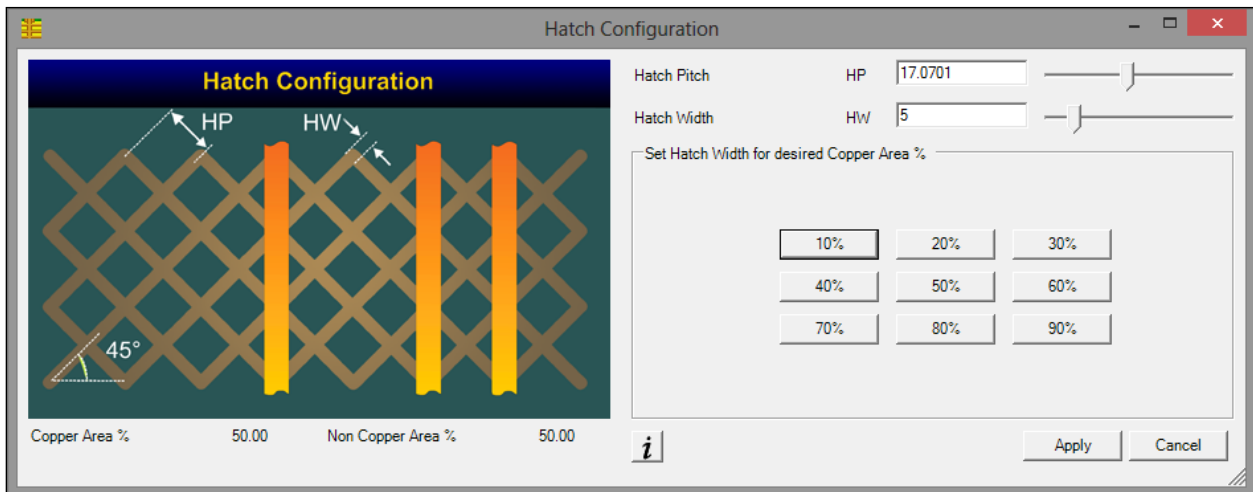 Hatch Configuration
Hatch Configuration
HP
HW
45°
Copper Area % 50.00 Non Copper Area % 50.00
Hatch Pitch HP 17.0701
Hatch Width HW 5
Set Hatch Width for desired Copper Area %
10% 20% 30%
40% 50% 60%
70% 80% 90%
i
Apply Cancel